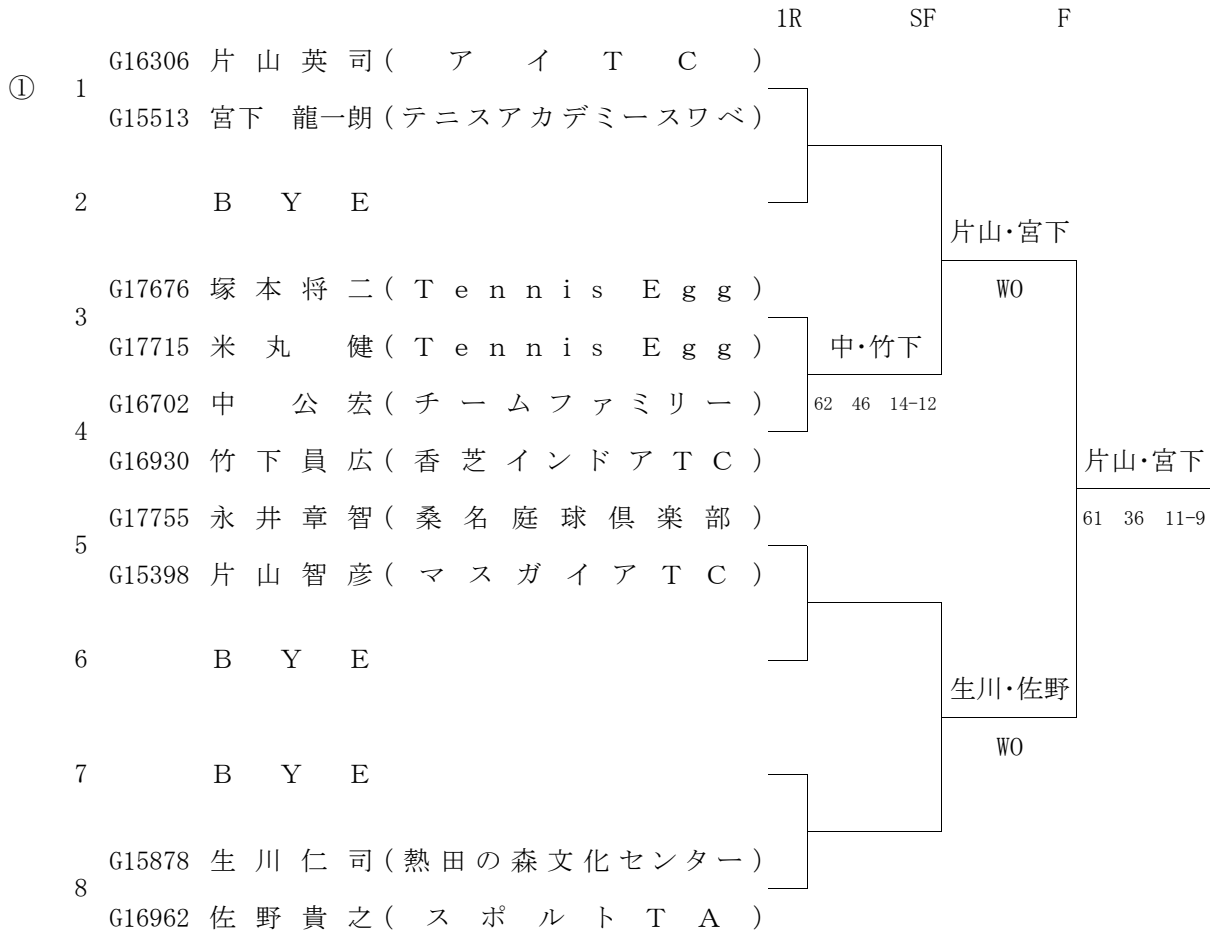 1R SF F
G16306 片山英司(アイTC)
① 1
G15513 宮下 龍一朗(テニスアカデミースワベ)
2 BYE
片山・宮下
G17676 塚本将二(Tennis Egg) WO
3
G17715 米丸 健(Tennis Egg) 中・竹下
G16702 中 公宏(チームファミリー) 62 46 14-12
4
G16930 竹下員広(香芝インドアTC) 片山・宮下
G17755 永井章智(桑名庭球倶楽部) 61 36 11-9
5
G15398 片山智彦(マスガイアTC)
6 BYE
生川・佐野
WO
7 BYE
G15878 生川仁司(熱田の森文化センター)
8
G16962 佐野貴之(スポルトTA)